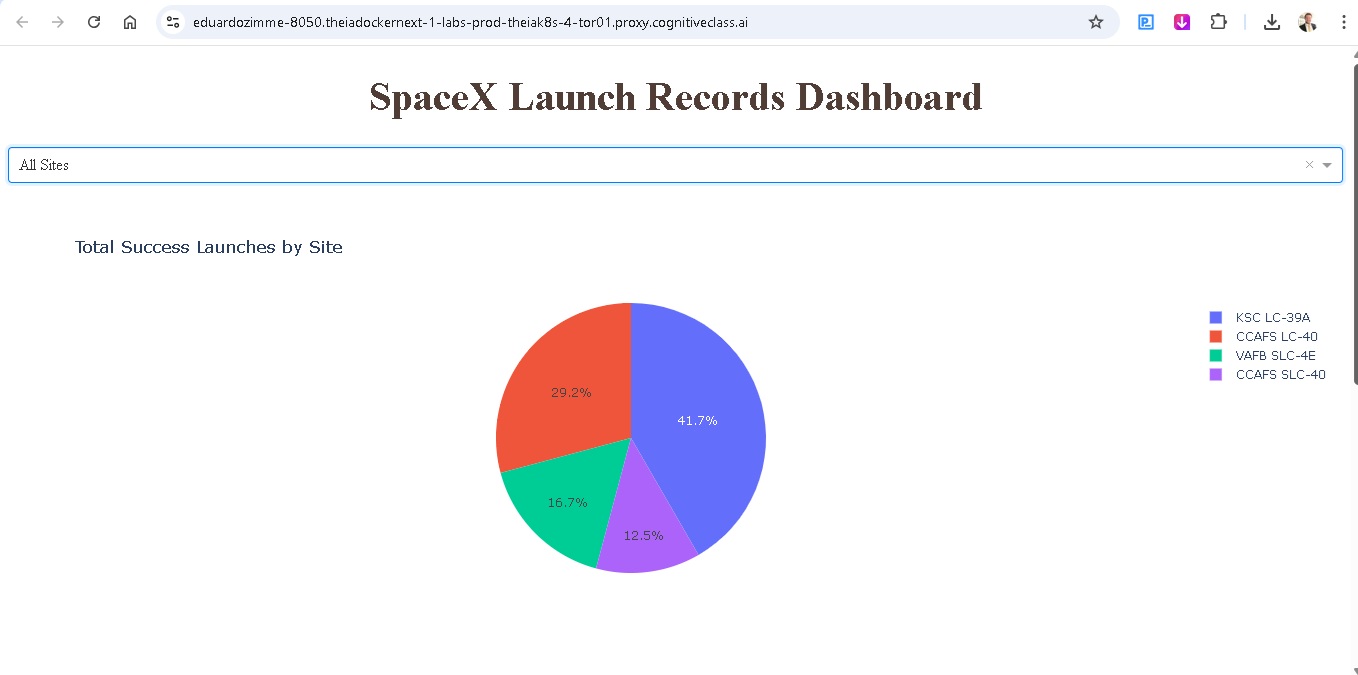 eduardozimme-8050.theiadockernext-1-labs-prod-theiak8s-4-tor01.proxy.cognitiveclass.ai
SpaceX Launch Records Dashboard
All Sites
Total Success Launches by Site
KSC LC-39A
CCAFS LC-40
VAFB SLC-4E
CCAFS SLC-40
29.2%
41.7%
16.7%
12.5%